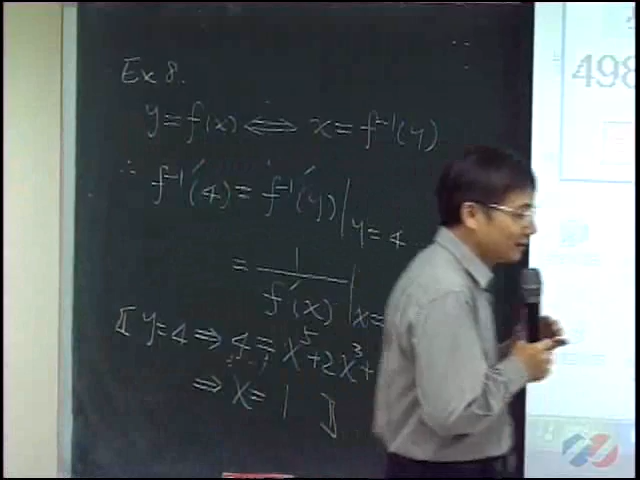 Ex 8.
y = f(x) ⟺ x = f⁻¹(y)
∴ f⁻¹′(4) = f⁻¹′(y)|y=4
= 1/f′(x)|x=
【 y=4 ⇒ 4 = x⁵+2x³+
⇒ x = 1 】
498